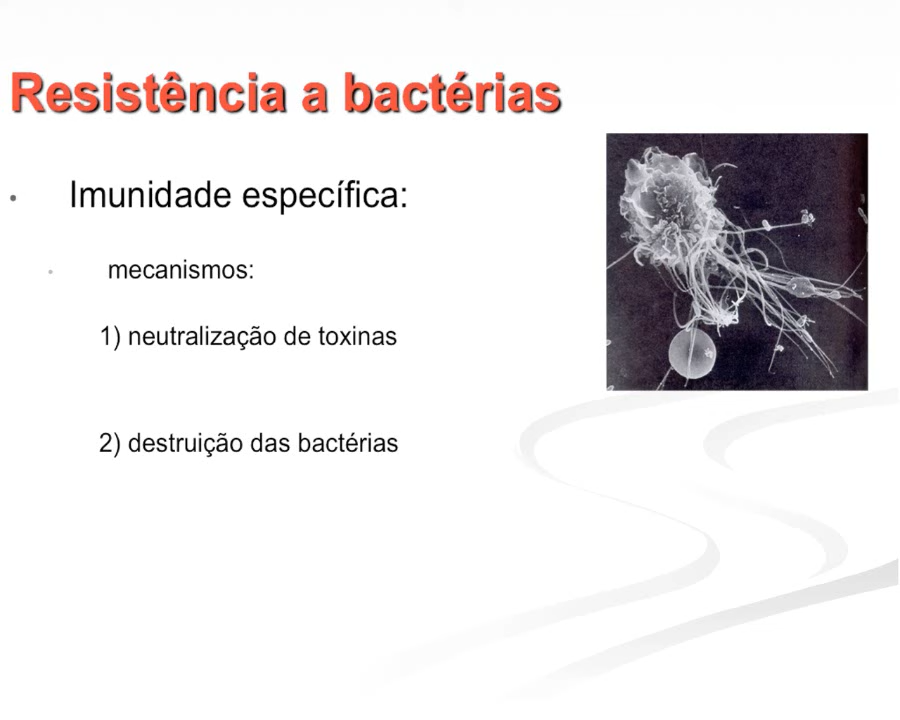 Resistência a bactérias
• Imunidade específica:
• mecanismos:
1) neutralização de toxinas
2) destruição das bactérias